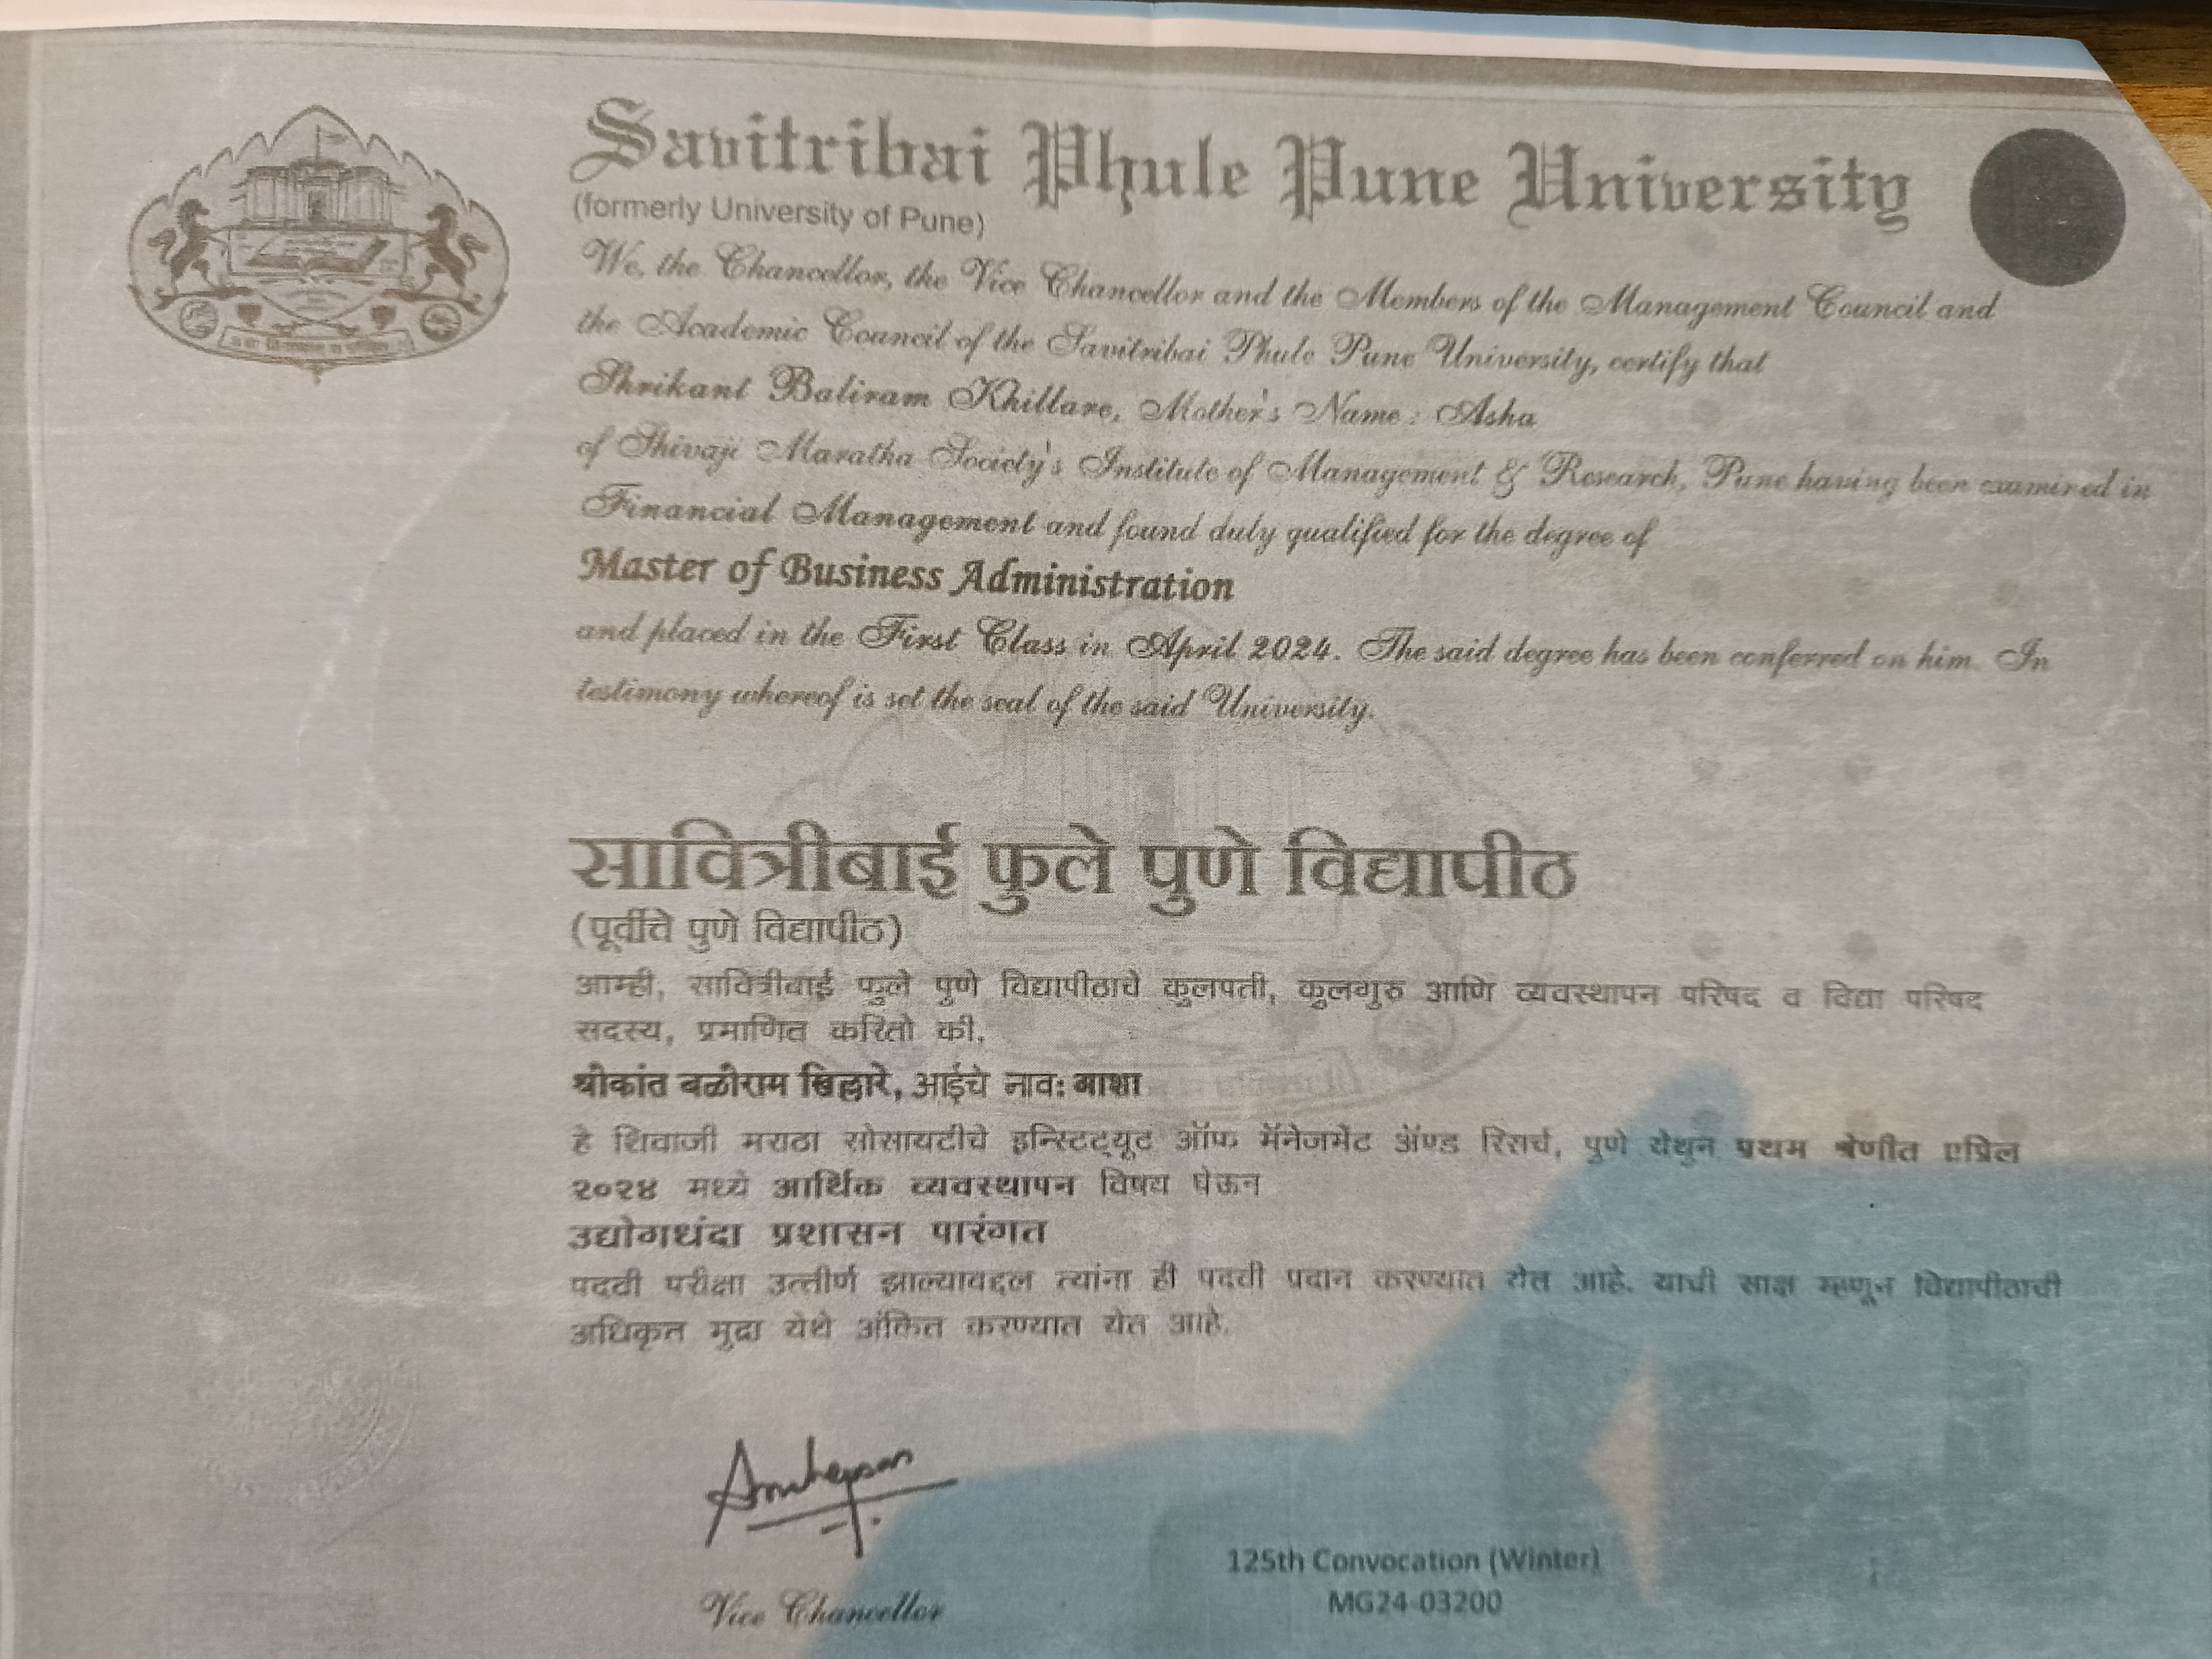 Savitribai Phule Pune University
(formerly University of Pune)
We, the Chancellor, the Vice Chancellor and the Members of the Management Council and
the Academic Council of the Savitribai Phule Pune University, certify that
Shrikant Baliram Khillare, Mother's Name : Asha
of Shivaji Maratha Society's Institute of Management & Research, Pune having been examined in
Financial Management and found duly qualified for the degree of
Master of Business Administration
and placed in the First Class in April 2024. The said degree has been conferred on him. In
testimony whereof is set the seal of the said University.
सावित्रीबाई फुले पुणे विद्यापीठ
(पूर्वीचे पुणे विद्यापीठ)
आम्ही, सावित्रीबाई फुले पुणे विद्यापीठाचे कुलपती, कुलगुरु आणि व्यवस्थापन परिषद व विद्या परिषद
सदस्य, प्रमाणित करितो की,
श्रीकांत बळीराम खिल्लारे, आईचे नाव: आशा
हे शिवाजी मराठा सोसायटीचे इन्स्टिट्यूट ऑफ मॅनेजमेंट अँण्ड रिसर्च, पुणे येथुन प्रथम श्रेणीत एप्रिल
२०२४ मध्ये आर्थिक व्यवस्थापन विषय घेऊन
उद्योगधंदा प्रशासन पारंगत
पदवी परीक्षा उत्तीर्ण झाल्याबद्दल त्यांना ही पदवी प्रदान करण्यात येत आहे. याची साक्ष म्हणून विद्यापीठाची
अधिकृत मुद्रा येथे अंकित करण्यात येत आहे.
Vice Chancellor
125th Convocation (Winter)
MG24-03200